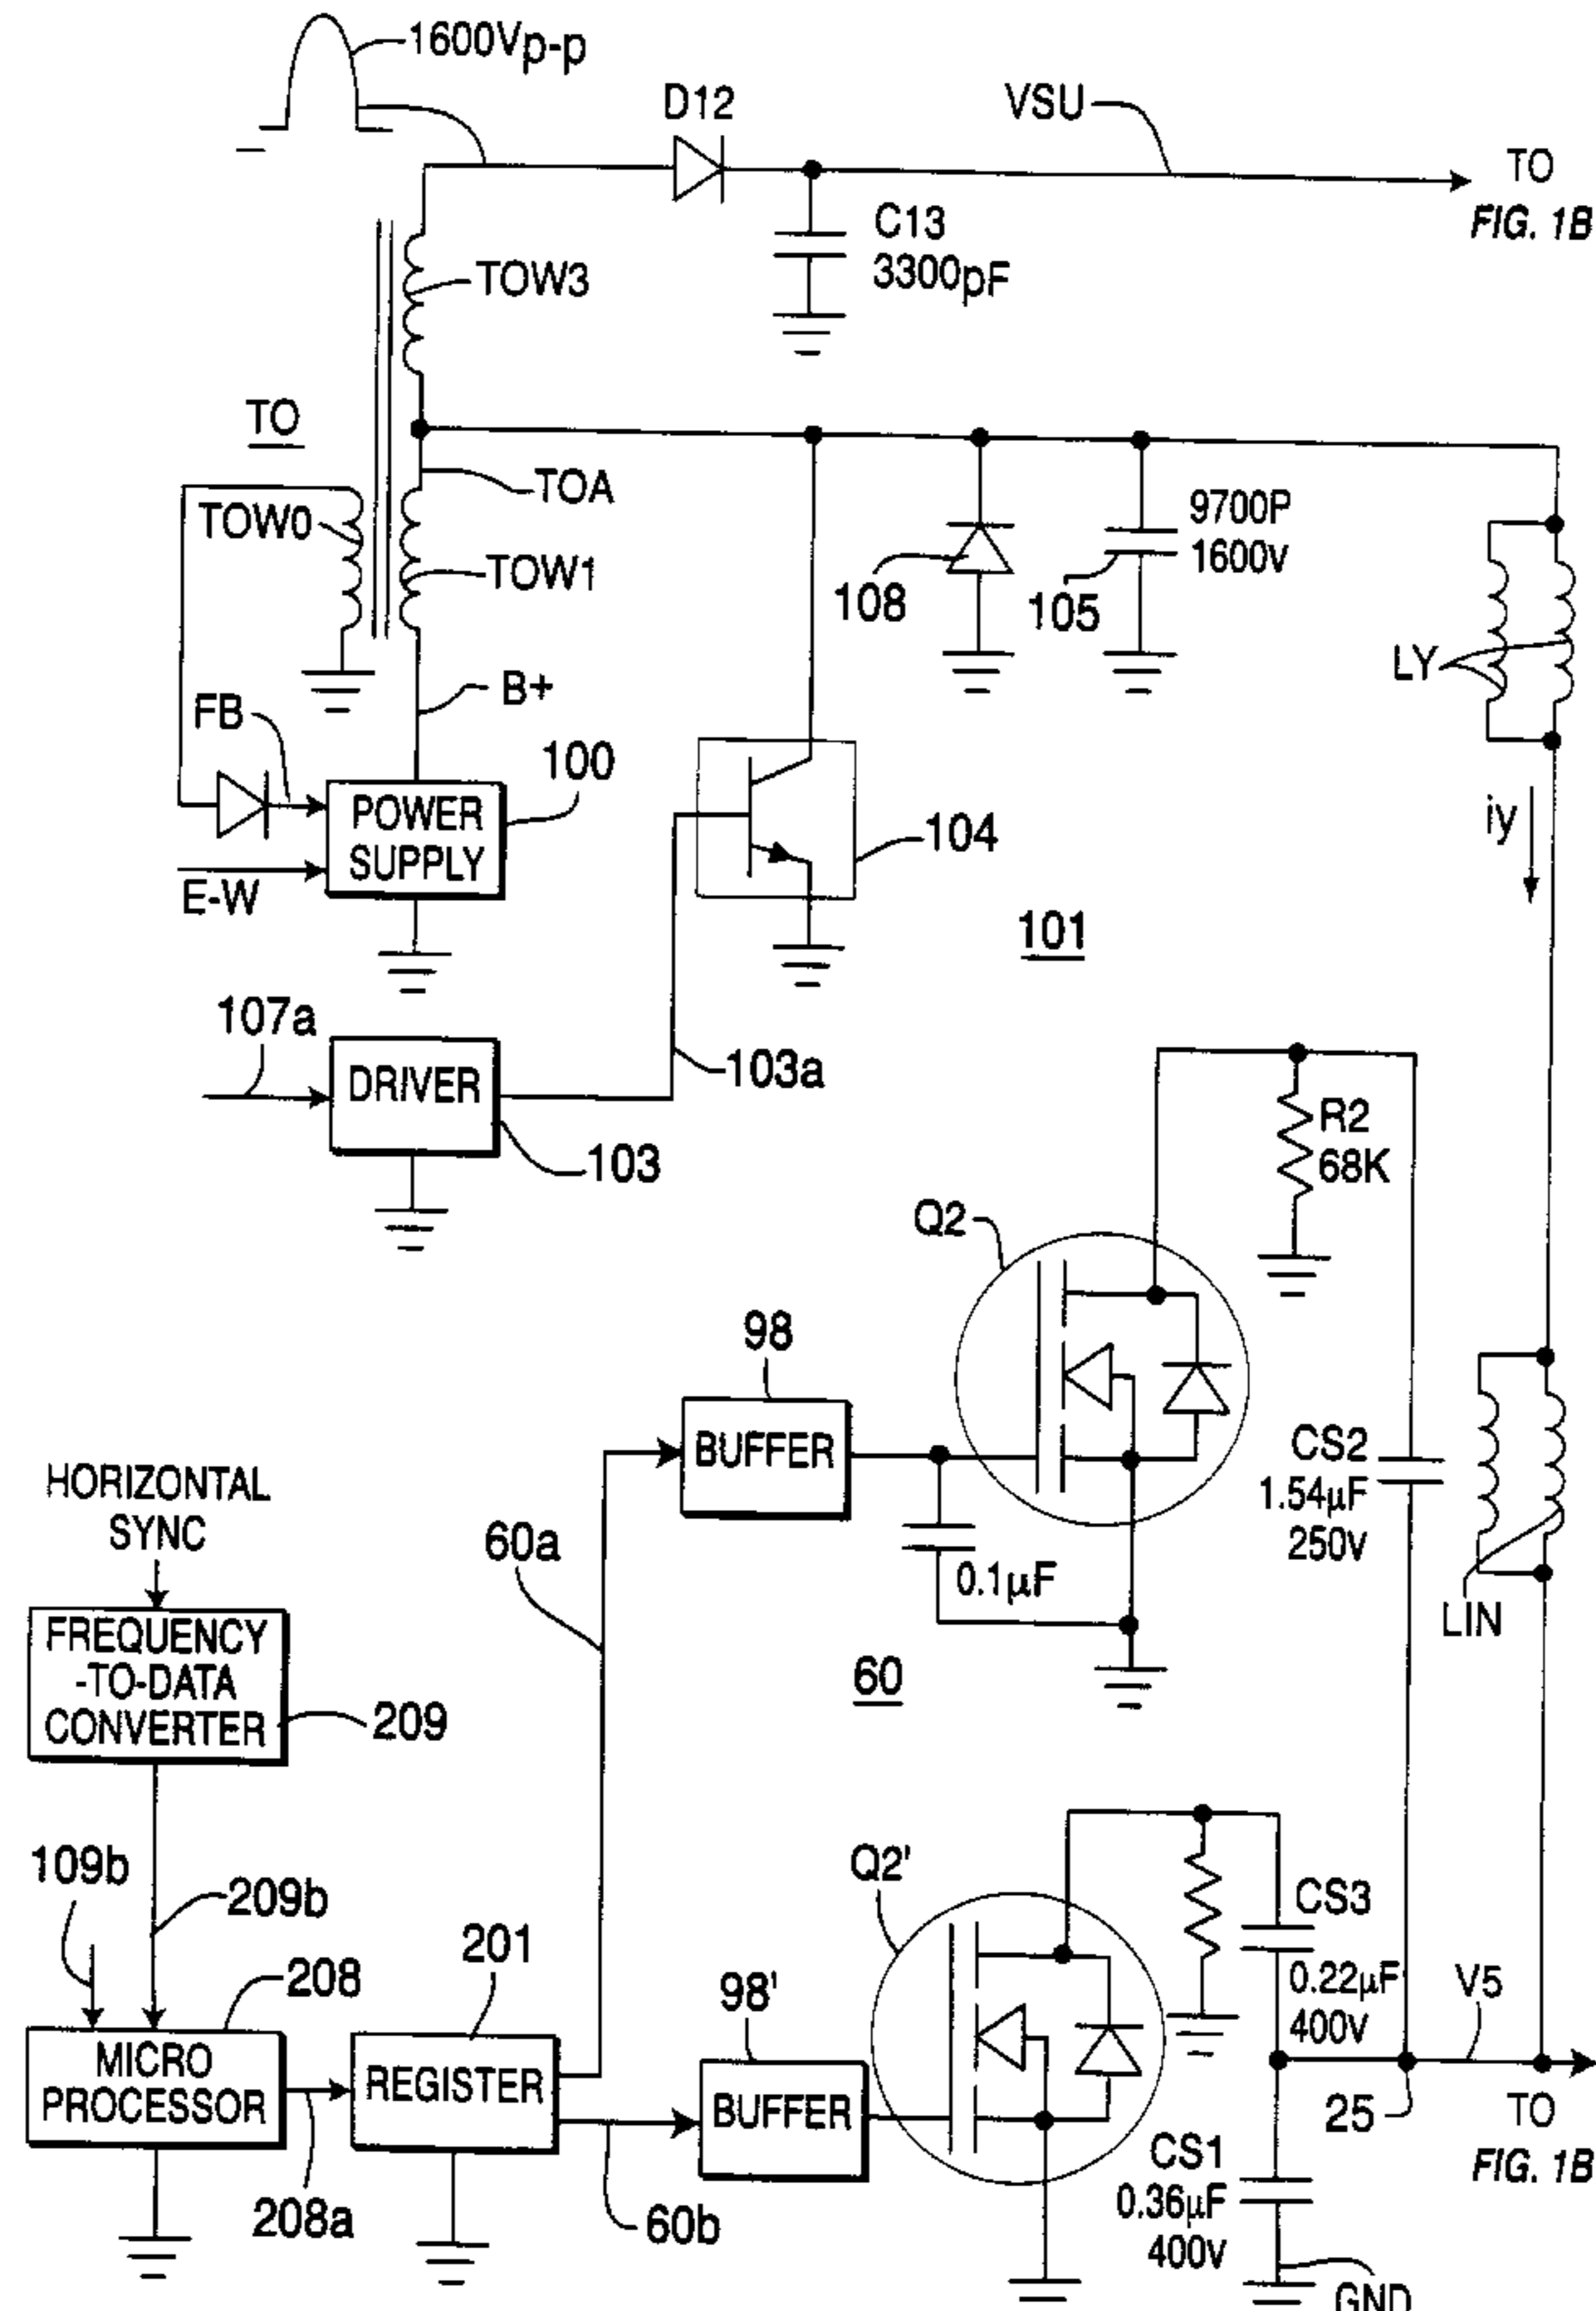 1600Vp-p
D12
VSU
TO
FIG. 1B
C13
3300pF
TOW3
TO
TOA
TOW0
TOW1
9700P
1600v
108
105
LY
B+
FB
100
POWER
SUPPLY
E-W
104
iy
101
107a
DRIVER
103a
103
R2
68K
Q2
98
BUFFER
CS2
1.54µF
250v
0.1µF
LIN
HORIZONTAL
SYNC
60a
FREQUENCY
-TO-DATA
CONVERTER
209
60
109b
209b
Q2'
CS3
0.22µF
400v
201
208
98'
V5
MICRO
PROCESSOR
REGISTER
BUFFER
25
TO
FIG. 1B
CS1
0.36µF
400v
208a
60b
GND